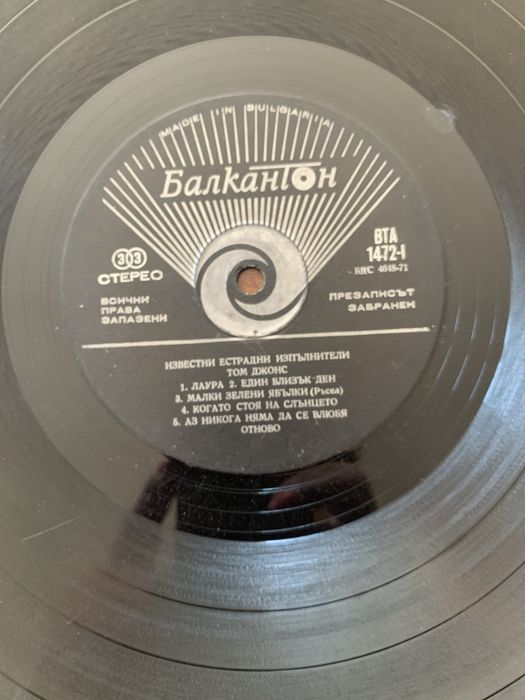 MADE IN BULGARIA
Балкантон
33
СТЕРЕО
ВТА
1472-I
БДС 4648-71
ВСИЧКИ
ПРАВА
ЗАПАЗЕНИ
ПРЕЗАПИСЪТ
ЗАБРАНЕН
ИЗВЕСТНИ ЕСТРАДНИ ИЗПЪЛНИТЕЛИ
ТОМ ДЖОНС
1. ЛАУРА 2. ЕДИН БЛИЗЪК ДЕН
3. МАЛКИ ЗЕЛЕНИ ЯБЪЛКИ (Ръсел)
4. КОГАТО СТОЯ НА СЛЪНЦЕТО
5. АЗ НИКОГА НЯМА ДА СЕ ВЛЮБЯ
ОТНОВО